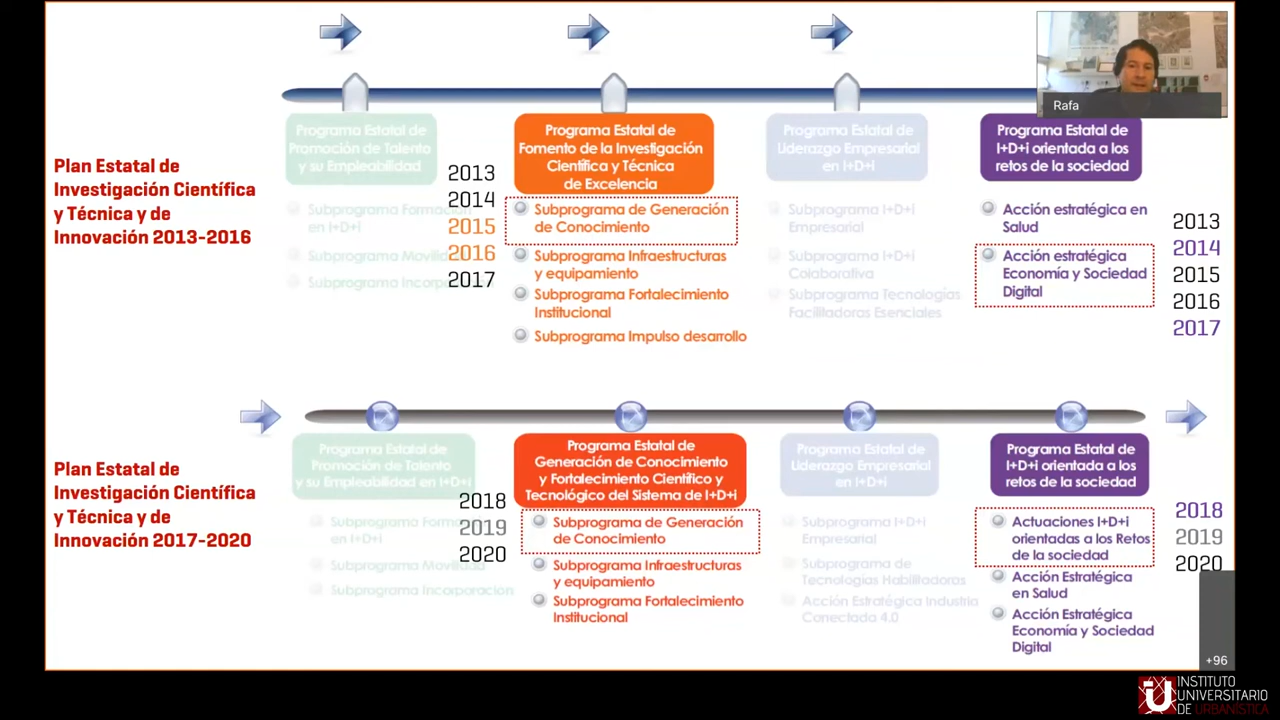 Rafa
Plan Estatal de
Investigación Científica
y Técnica y de
Innovación 2013-2016
Programa Estatal de
Promoción de Talento
y su Empleabilidad
Subprograma Formación
en I+D+i
Subprograma Movilid
Subprograma Incorpo
2013
2014
2015
2016
2017
Programa Estatal de
Fomento de la Investigación
Científica y Técnica
de Excelencia
Subprograma de Generación
de Conocimiento
Subprograma Infraestructuras
y equipamiento
Subprograma Fortalecimiento
Institucional
Subprograma Impulso desarrollo
Programa Estatal de
Liderazgo Empresarial
en I+D+i
Subprograma I+D+i
Empresarial
Subprograma I+D+i
Colaborativa
Subprograma Tecnologías
Facilitadoras Esenciales
Programa Estatal de
I+D+i orientada a los
retos de la sociedad
Acción estratégica en
Salud
Acción estratégica
Economía y Sociedad
Digital
2013
2014
2015
2016
2017
Plan Estatal de
Investigación Científica
y Técnica y de
Innovación 2017-2020
Programa Estatal de
Promoción de Talento
y su Empleabilidad en I+D+i
Subprograma Forma
en I+D+i
Subprograma Movilidad
Subprograma Incorporación
2018
2019
2020
Programa Estatal de
Generación de Conocimiento
y Fortalecimiento Científico y
Tecnológico del Sistema de I+D+i
Subprograma de Generación
de Conocimiento
Subprograma Infraestructuras
y equipamiento
Subprograma Fortalecimiento
Institucional
Programa Estatal de
Liderazgo Empresarial
en I+D+i
Subprograma I+D+i
Empresarial
Subprograma de
Tecnologías Habilitadoras
Acción Estratégica Industria
Conectada 4.0
Programa Estatal de
I+D+i orientada a los
retos de la sociedad
Actuaciones I+D+i
orientadas a los Retos
de la sociedad
Acción Estratégica
en Salud
Acción Estratégica
Economía y Sociedad
Digital
2018
2019
2020
+96
INSTITUTO
UNIVERSITARIO
DE URBANÍSTICA